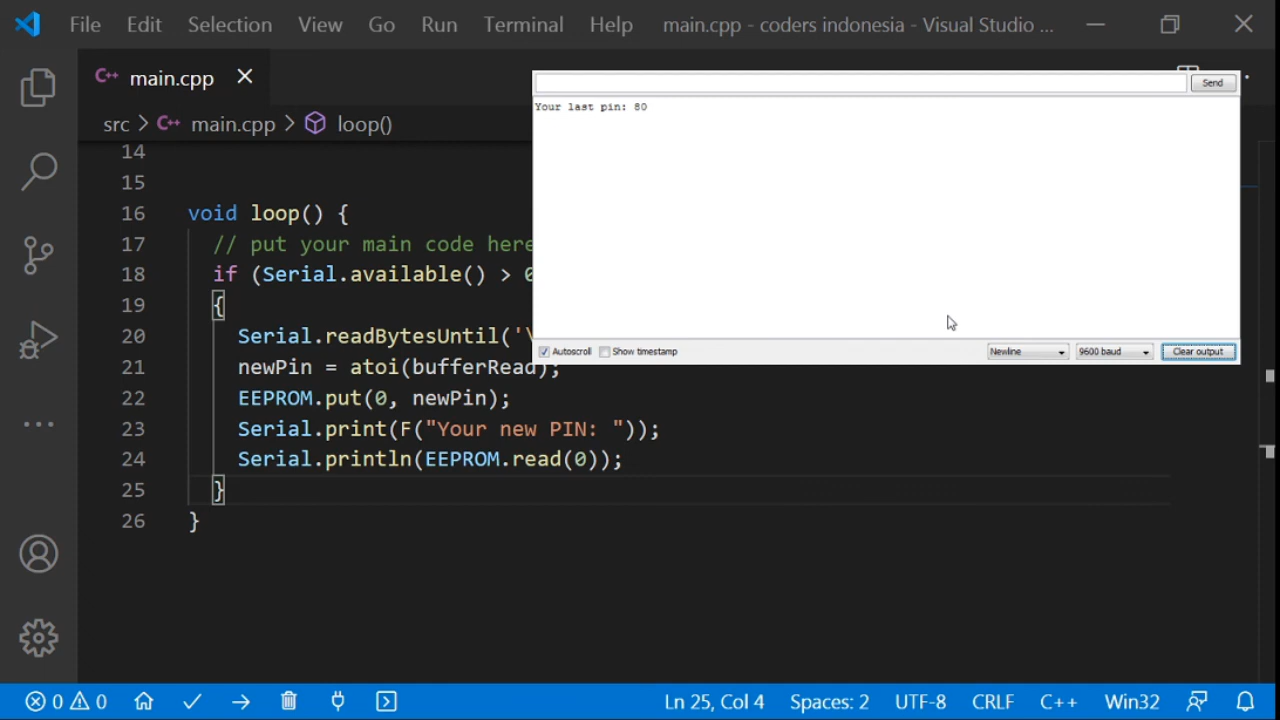 File Edit Selection View Go Run Terminal Help main.cpp - coders indonesia - Visual Studio ...
C++ main.cpp
Send
Your last pin: 80
src > C++ main.cpp > loop()
14
15
16 void loop() {
17 // put your main code here
18 if (Serial.available() > 0
19 {
20 Serial.readBytesUntil('\
21 newPin = atoi(bufferRead);
22 EEPROM.put(0, newPin);
23 Serial.print(F("Your new PIN: "));
24 Serial.println(EEPROM.read(0));
25 }
26 }
Autoscroll Show timestamp Newline 9600 baud Clear output
0 0 Ln 25, Col 4 Spaces: 2 UTF-8 CRLF C++ Win32